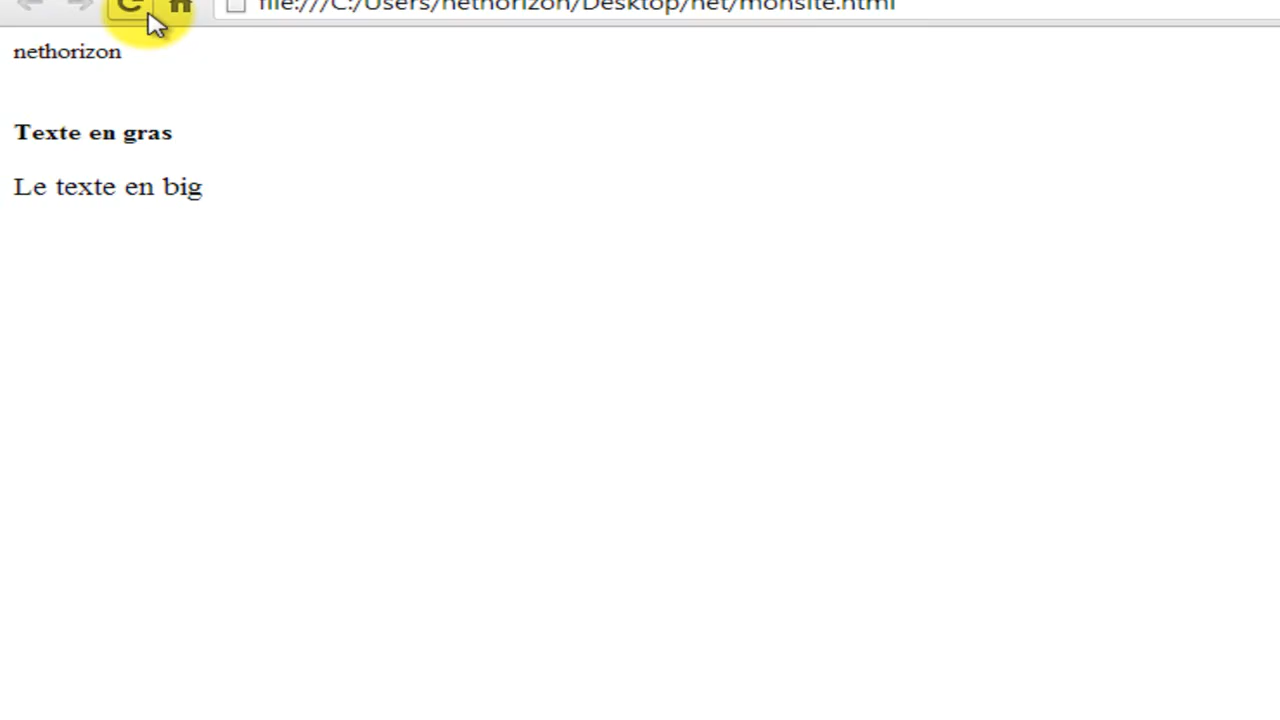 file:///C:/Users/nethorizon/Desktop/net/monsite.html
nethorizon
Texte en gras
Le texte en big